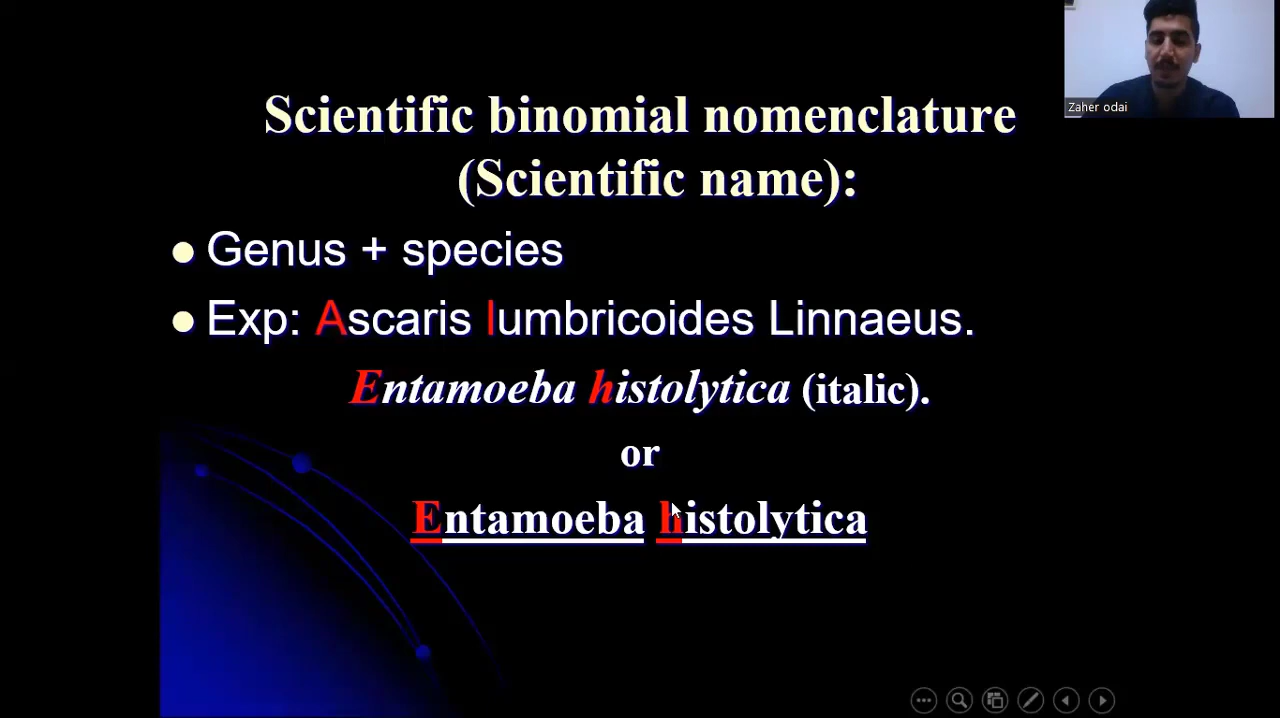 Scientific binomial nomenclature
(Scientific name):
Genus + species
Exp: Ascaris lumbricoides Linnaeus.
Entamoeba histolytica (italic).
or
Entamoeba histolytica
Zaher odai